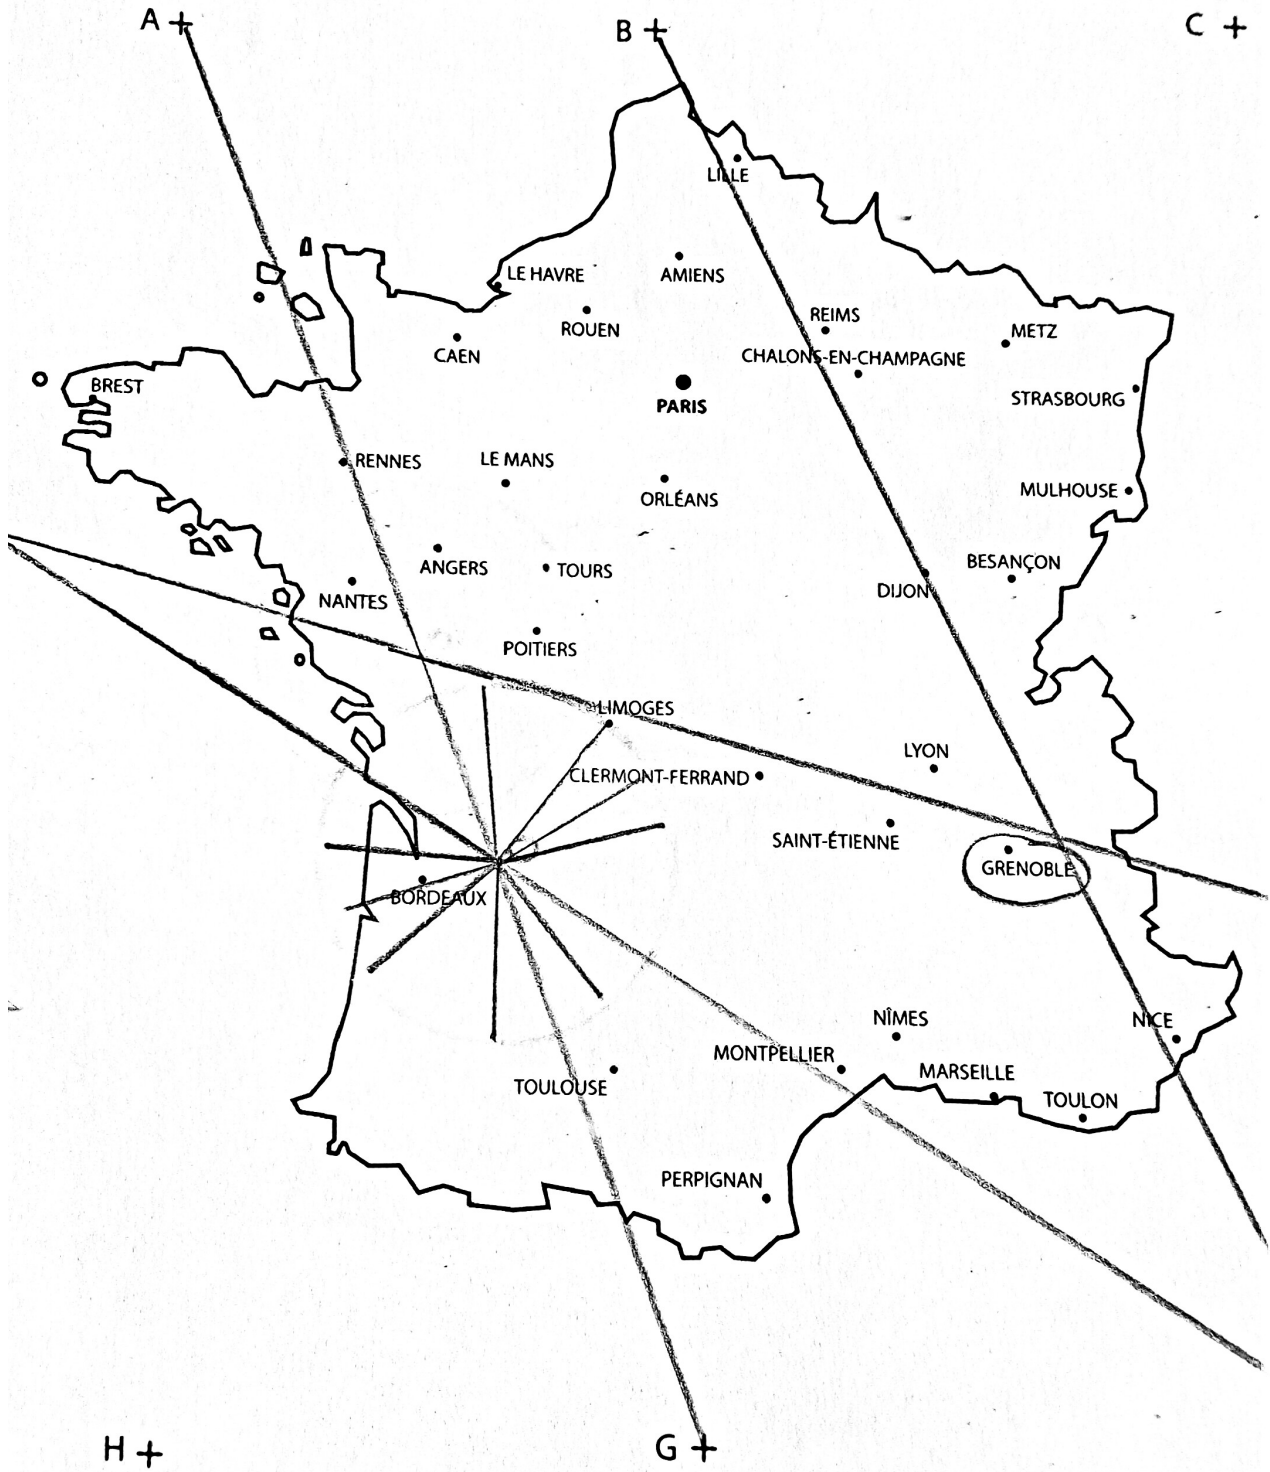 A +
B +
C +
LILLE
LE HAVRE
AMIENS
ROUEN
REIMS
METZ
CAEN
CHALONS-EN-CHAMPAGNE
BREST
PARIS
STRASBOURG
RENNES
LE MANS
ORLÉANS
MULHOUSE
ANGERS
TOURS
BESANÇON
DIJON
NANTES
POITIERS
LIMOGES
LYON
CLERMONT-FERRAND
SAINT-ÉTIENNE
GRENOBLE
BORDEAUX
NÎMES
NICE
MONTPELLIER
MARSEILLE
TOULOUSE
TOULON
PERPIGNAN
H +
G +